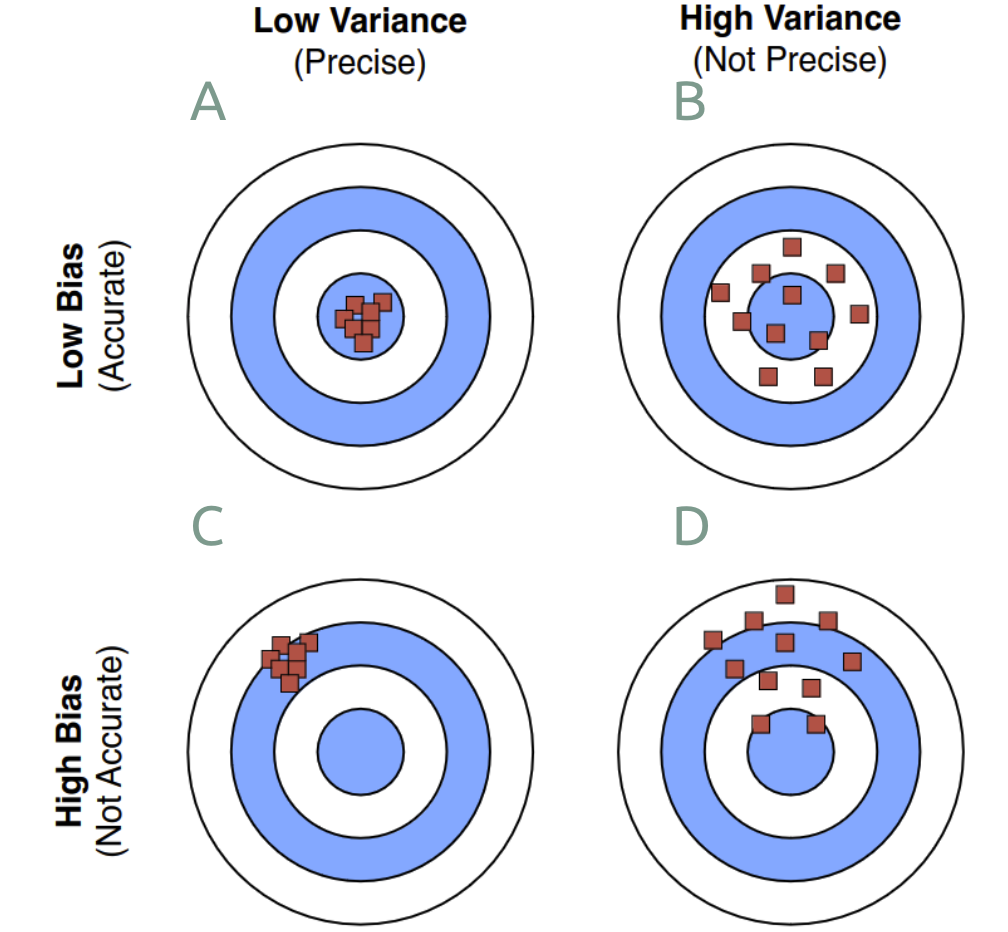 Low Variance
(Precise)
High Variance
(Not Precise)
A
B
Low Bias
(Accurate)
C
D
High Bias
(Not Accurate)